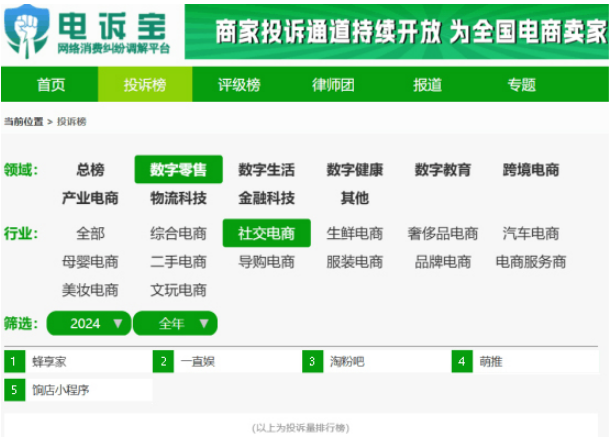 电诉宝
网络消费纠纷调解平台
商家投诉通道持续开放 为全国电商卖家
首页 投诉榜 评级榜 律师团 报道 专题
当前位置 > 投诉榜
领域: 总榜 数字零售 数字生活 数字健康 数字教育 跨境电商
产业电商 物流科技 金融科技 其他
行业: 全部 综合电商 社交电商 生鲜电商 奢侈品电商 汽车电商
母婴电商 二手电商 导购电商 服装电商 品牌电商 电商服务商
美妆电商 文玩电商
筛选: 2024 ▼ 全年 ▼
1 蜂享家 2 一直娱 3 淘粉吧 4 萌推
5 饷店小程序
(以上为投诉量排行榜)